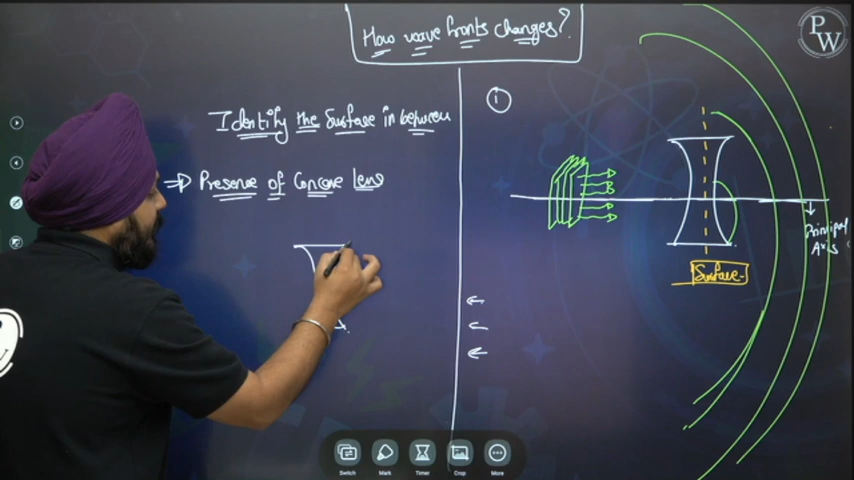 How wave fronts changes?
PW
Identify the Surface in between
⇒ Presence of Concave lens
①
Principal
Axis
Surface
Switch
Mark
Timer
Crop
More